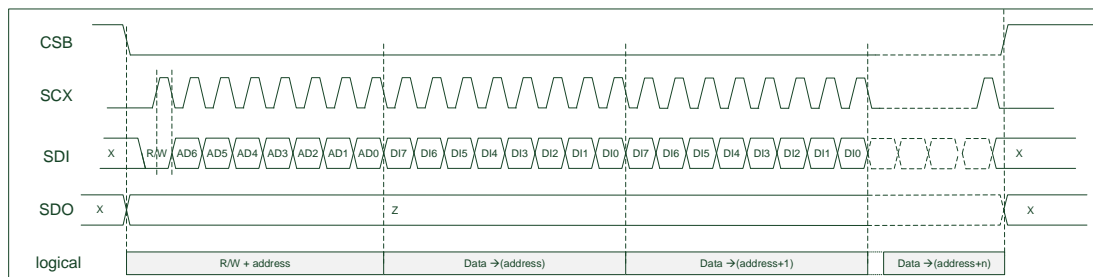 CSB
SCX
SDI X R/W AD6 AD5 AD4 AD3 AD2 AD1 AD0 DI7 DI6 DI5 DI4 DI3 DI2 DI1 DI0 DI7 DI6 DI5 DI4 DI3 DI2 DI1 DI0 X
SDO X Z X
logical R/W + address Data →(address) Data →(address+1) Data →(address+n)